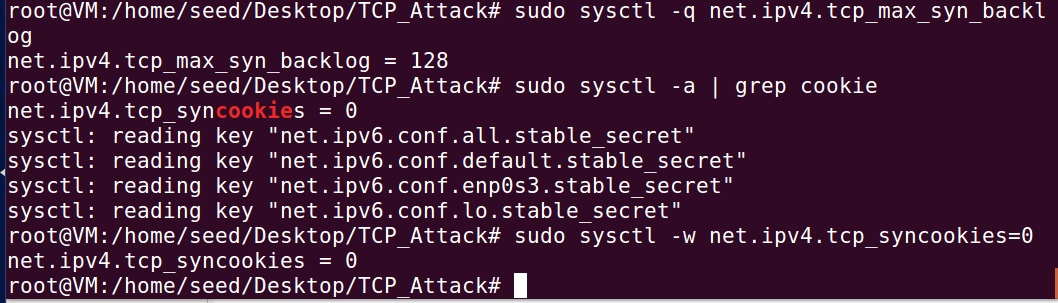 root@VM:/home/seed/Desktop/TCP_Attack# sudo sysctl -q net.ipv4.tcp_max_syn_backl
og
net.ipv4.tcp_max_syn_backlog = 128
root@VM:/home/seed/Desktop/TCP_Attack# sudo sysctl -a | grep cookie
net.ipv4.tcp_syncookies = 0
sysctl: reading key "net.ipv6.conf.all.stable_secret"
sysctl: reading key "net.ipv6.conf.default.stable_secret"
sysctl: reading key "net.ipv6.conf.enp0s3.stable_secret"
sysctl: reading key "net.ipv6.conf.lo.stable_secret"
root@VM:/home/seed/Desktop/TCP_Attack# sudo sysctl -w net.ipv4.tcp_syncookies=0
net.ipv4.tcp_syncookies = 0
root@VM:/home/seed/Desktop/TCP_Attack#